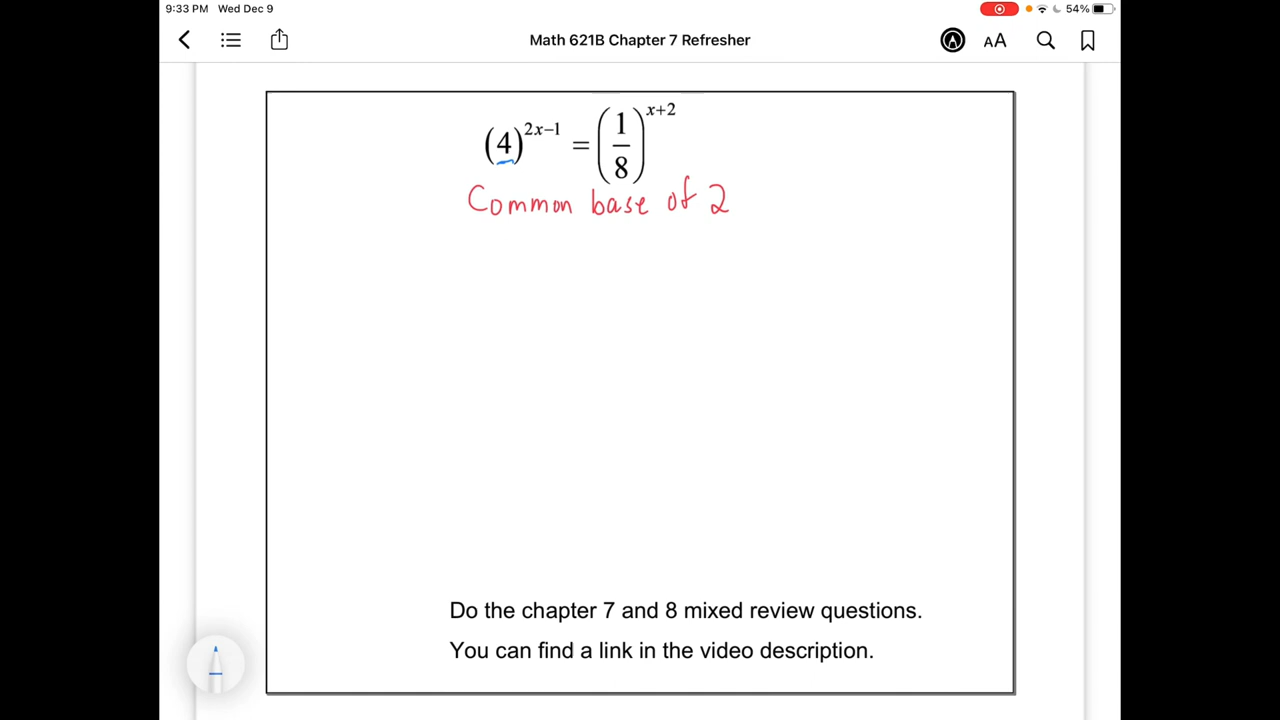 9:33 PM Wed Dec 9 54%
Math 621B Chapter 7 Refresher AA
(4)^{2x−1} = (1/8)^{x+2}
Common base of 2
Do the chapter 7 and 8 mixed review questions.
You can find a link in the video description.